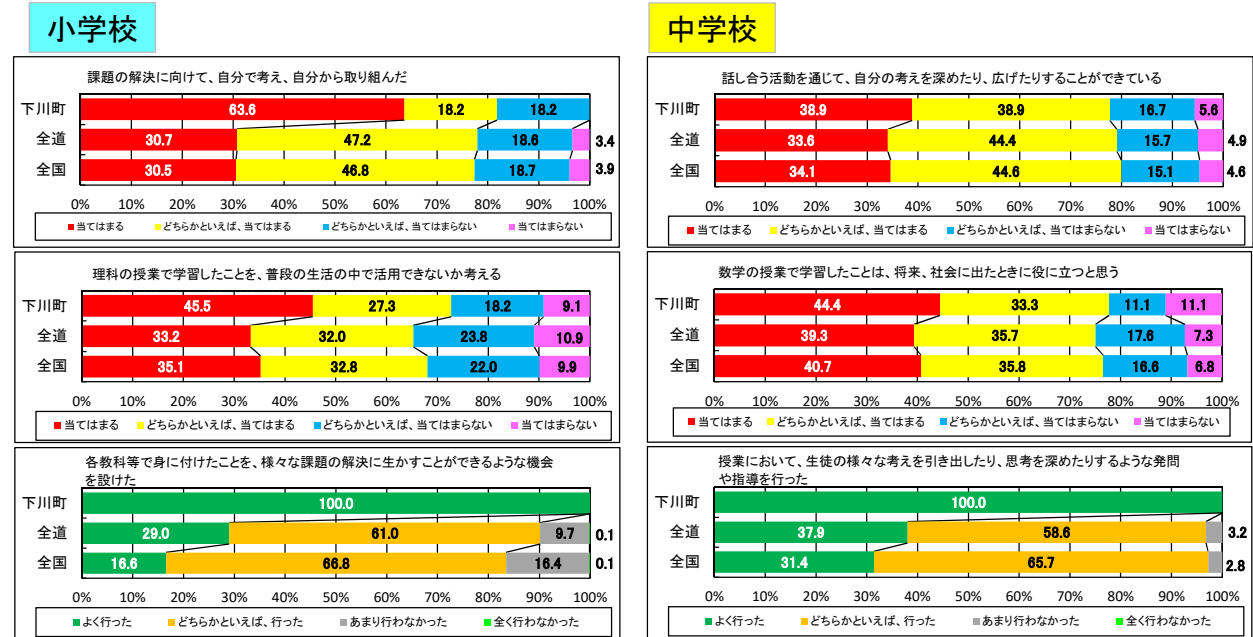 小学校
課題の解決に向けて、自分で考え、自分から取り組んだ
下川町 63.6 18.2 18.2
全道 30.7 47.2 18.6 3.4
全国 30.5 46.8 18.7 3.9
0% 10% 20% 30% 40% 50% 60% 70% 80% 90% 100%
■当てはまる ■どちらかといえば、当てはまる ■どちらかといえば、当てはまらない ■当てはまらない
理科の授業で学習したことを、普段の生活の中で活用できないか考える
下川町 45.5 27.3 18.2 9.1
全道 33.2 32.0 23.8 10.9
全国 35.1 32.8 22.0 9.9
0% 10% 20% 30% 40% 50% 60% 70% 80% 90% 100%
■当てはまる ■どちらかといえば、当てはまる ■どちらかといえば、当てはまらない ■当てはまらない
各教科等で身に付けたことを、様々な課題の解決に生かすことができるような機会
を設けた
下川町 100.0
全道 29.0 61.0 9.7 0.1
全国 16.6 66.8 16.4 0.1
0% 10% 20% 30% 40% 50% 60% 70% 80% 90% 100%
■よく行った ■どちらかといえば、行った ■あまり行わなかった ■全く行わなかった
中学校
話し合う活動を通じて、自分の考えを深めたり、広げたりすることができている
下川町 38.9 38.9 16.7 5.6
全道 33.6 44.4 15.7 4.9
全国 34.1 44.6 15.1 4.6
0% 10% 20% 30% 40% 50% 60% 70% 80% 90% 100%
■当てはまる ■どちらかといえば、当てはまる ■どちらかといえば、当てはまらない ■当てはまらない
数学の授業で学習したことは、将来、社会に出たときに役に立つと思う
下川町 44.4 33.3 11.1 11.1
全道 39.3 35.7 17.6 7.3
全国 40.7 35.8 16.6 6.8
0% 10% 20% 30% 40% 50% 60% 70% 80% 90% 100%
■当てはまる ■どちらかといえば、当てはまる ■どちらかといえば、当てはまらない ■当てはまらない
授業において、生徒の様々な考えを引き出したり、思考を深めたりするような発問
や指導を行った
下川町 100.0
全道 37.9 58.6 3.2
全国 31.4 65.7 2.8
0% 10% 20% 30% 40% 50% 60% 70% 80% 90% 100%
■よく行った ■どちらかといえば、行った ■あまり行わなかった ■全く行わなかった